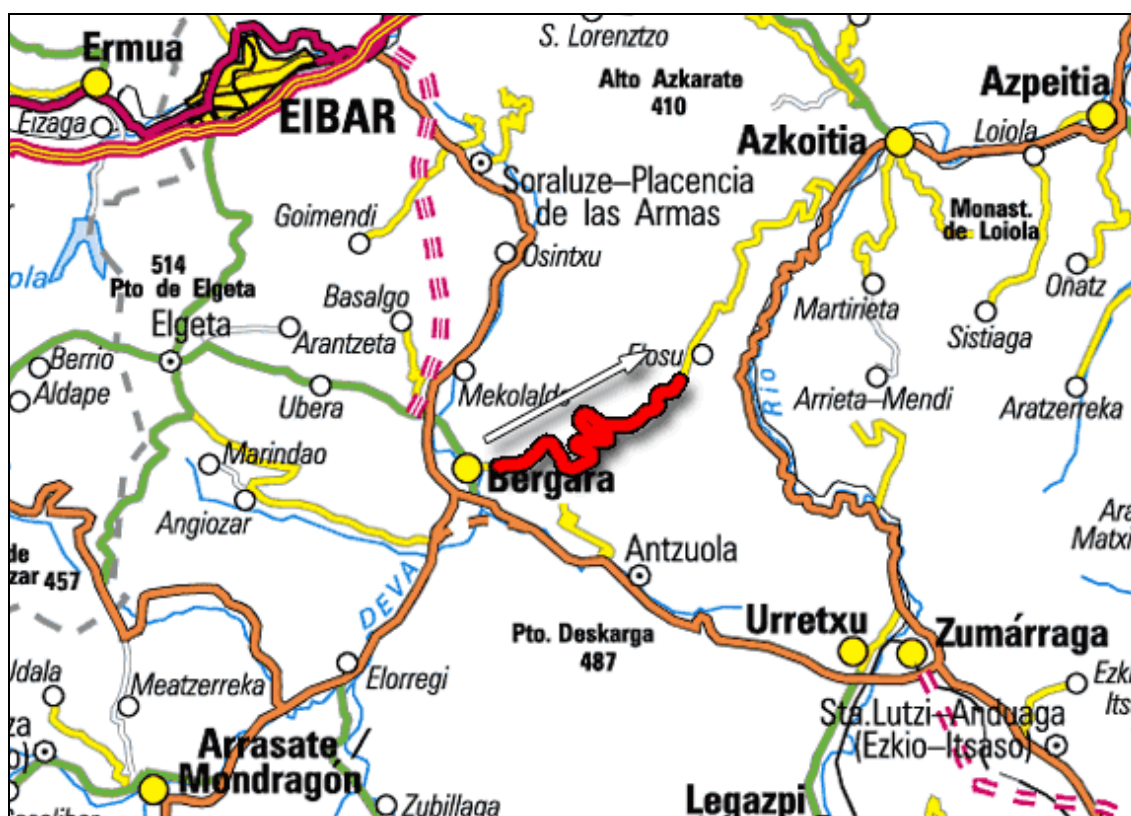 S. Lorenztzo
Ermua
Alto Azkarate
410
Azpeitia
Eizaga
EIBAR
Azkoitia
Loiola
Soraluze–Placencia
de las Armas
Goimendi
Monast.
de Loiola
Osintxu
514
Pto de Elgeta
Basalgo
Martirieta
Oñatz
Elgeta
Arantzeta
Sistiaga
Berrio
Elosu
Aldape
Ubera
Mekolalde
Río
Arrieta–Mendi
Aratzerreka
Marindao
Bergara
Angiozar
Antzuola
457
DEVA
Urretxu
Zumárraga
Pto. Deskarga
487
Elorregi
Meatzerreka
Sta.Lutzi–Anduaga
(Ezkio–Itsaso)
Arrasate /
Mondragón
Zubillaga
Legazpi